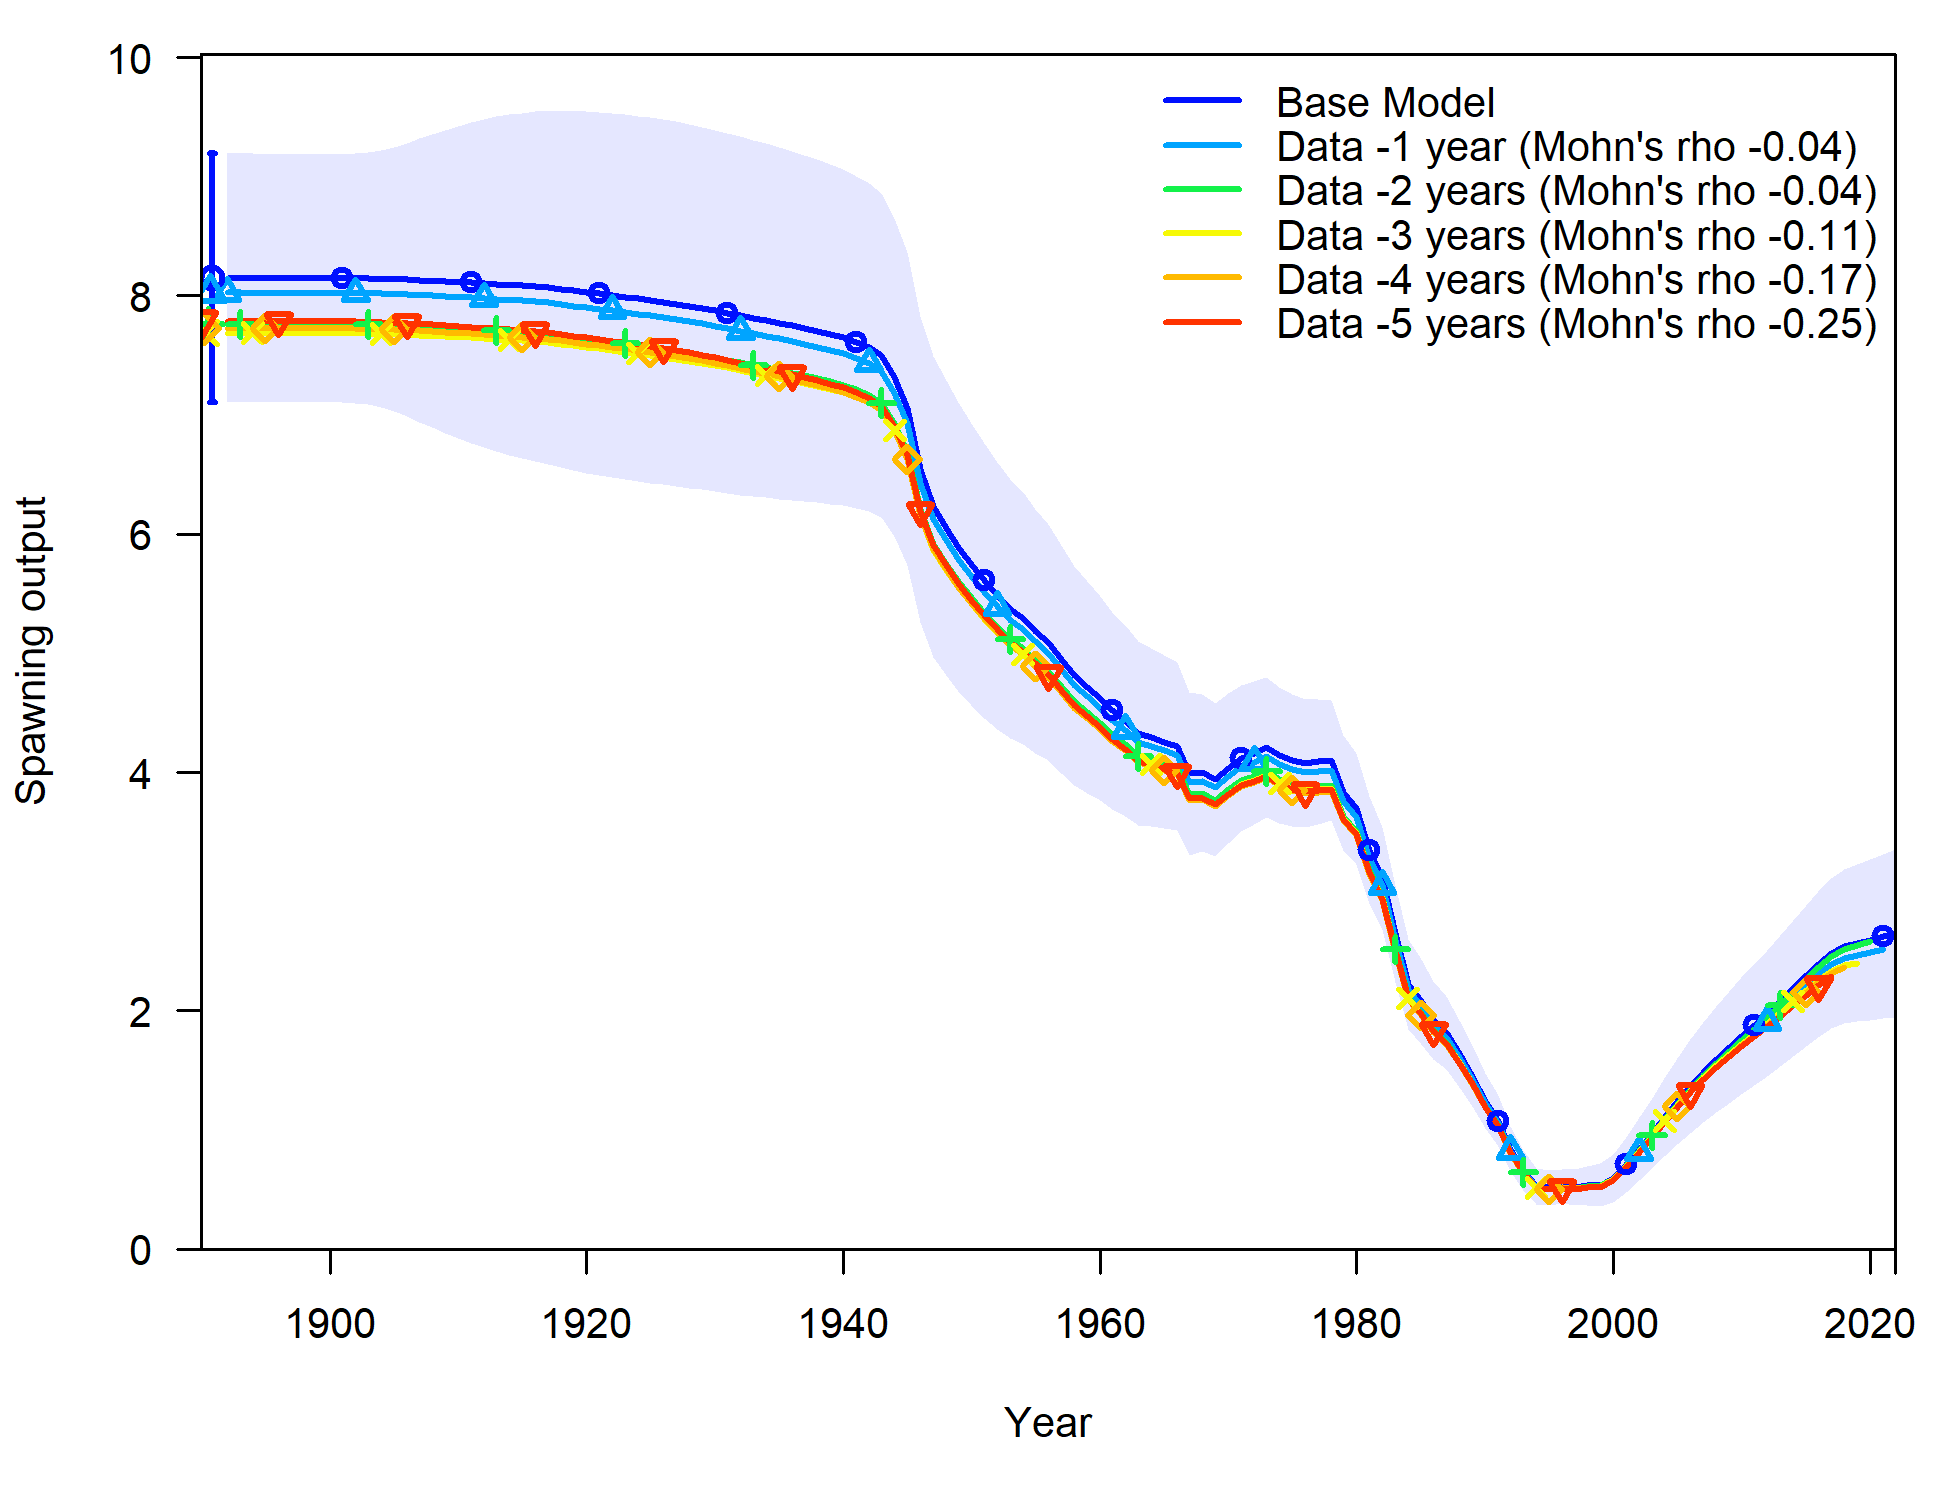 10
8
6
4
2
0
Spawning output
Base Model
Data -1 year (Mohn's rho -0.04)
Data -2 years (Mohn's rho -0.04)
Data -3 years (Mohn's rho -0.11)
Data -4 years (Mohn's rho -0.17)
Data -5 years (Mohn's rho -0.25)
1900 1920 1940 1960 1980 2000 2020
Year